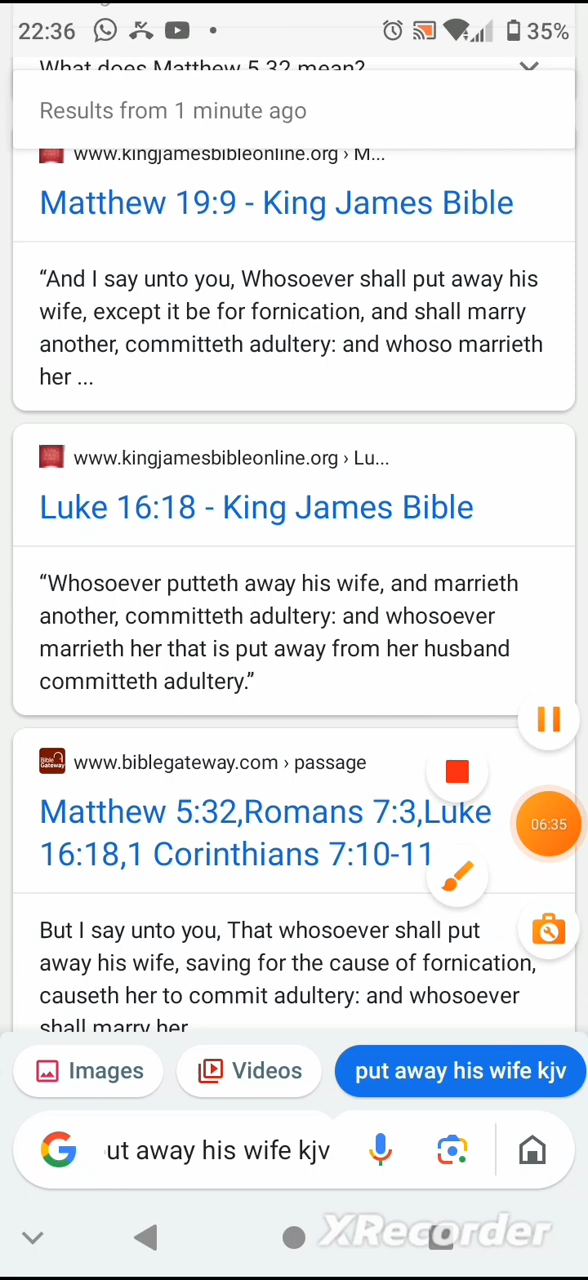 22:36
35%
What does Matthew 5 32 mean?
Results from 1 minute ago
www.kingjamesbibleonline.org › M...
Matthew 19:9 - King James Bible
“And I say unto you, Whosoever shall put away his
wife, except it be for fornication, and shall marry
another, committeth adultery: and whoso marrieth
her ...
www.kingjamesbibleonline.org › Lu...
Luke 16:18 - King James Bible
“Whosoever putteth away his wife, and marrieth
another, committeth adultery: and whosoever
marrieth her that is put away from her husband
committeth adultery.”
Bible Gateway
www.biblegateway.com › passage
Matthew 5:32,Romans 7:3,Luke
16:18,1 Corinthians 7:10-11
06:35
But I say unto you, That whosoever shall put
away his wife, saving for the cause of fornication,
causeth her to commit adultery: and whosoever
shall marry her
Images
Videos
put away his wife kjv
ut away his wife kjv
XRecorder